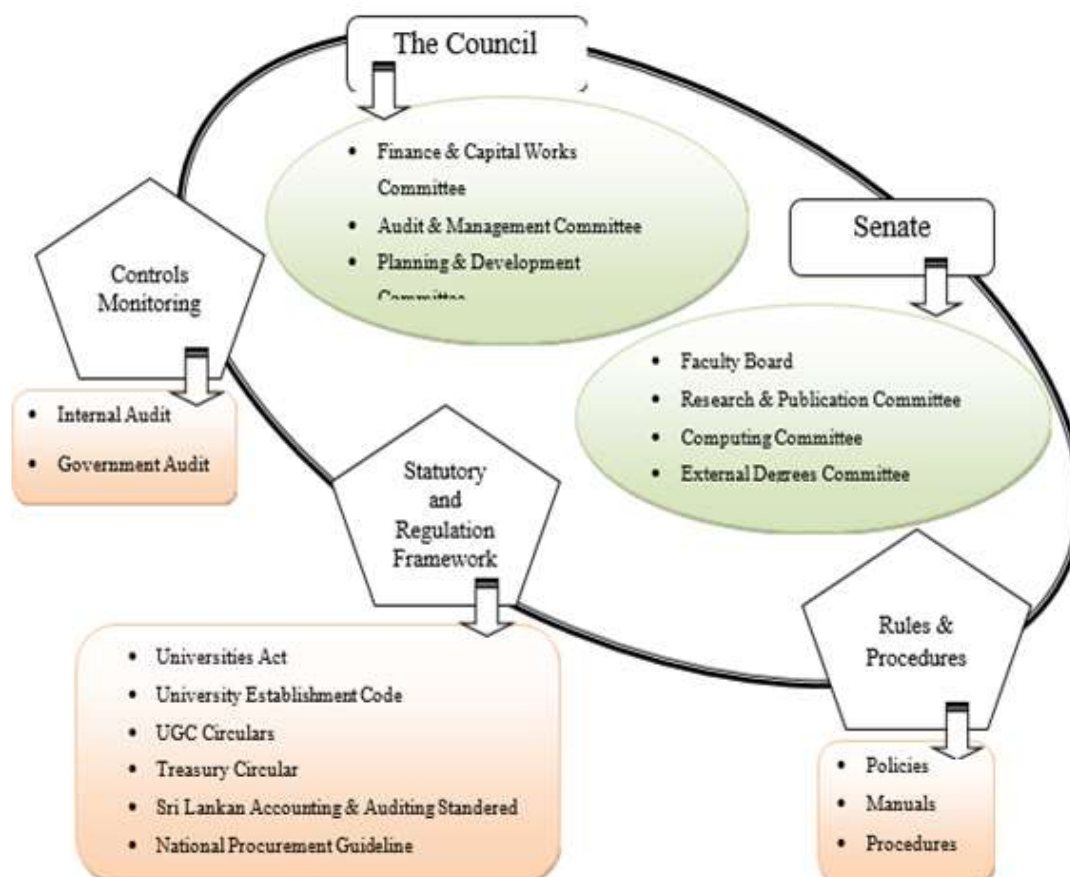 The Council
• Finance & Capital Works
Committee
• Audit & Management Committee
• Planning & Development
Committee
Senate
• Faculty Board
• Research & Publication Committee
• Computing Committee
• External Degrees Committee
Controls
Monitoring
• Internal Audit
• Government Audit
Statutory
and
Regulation
Framework
• Universities Act
• University Establishment Code
• UGC Circulars
• Treasury Circular
• Sri Lankan Accounting & Auditing Standered
• National Procurement Guideline
Rules &
Procedures
• Policies
• Manuals
• Procedures